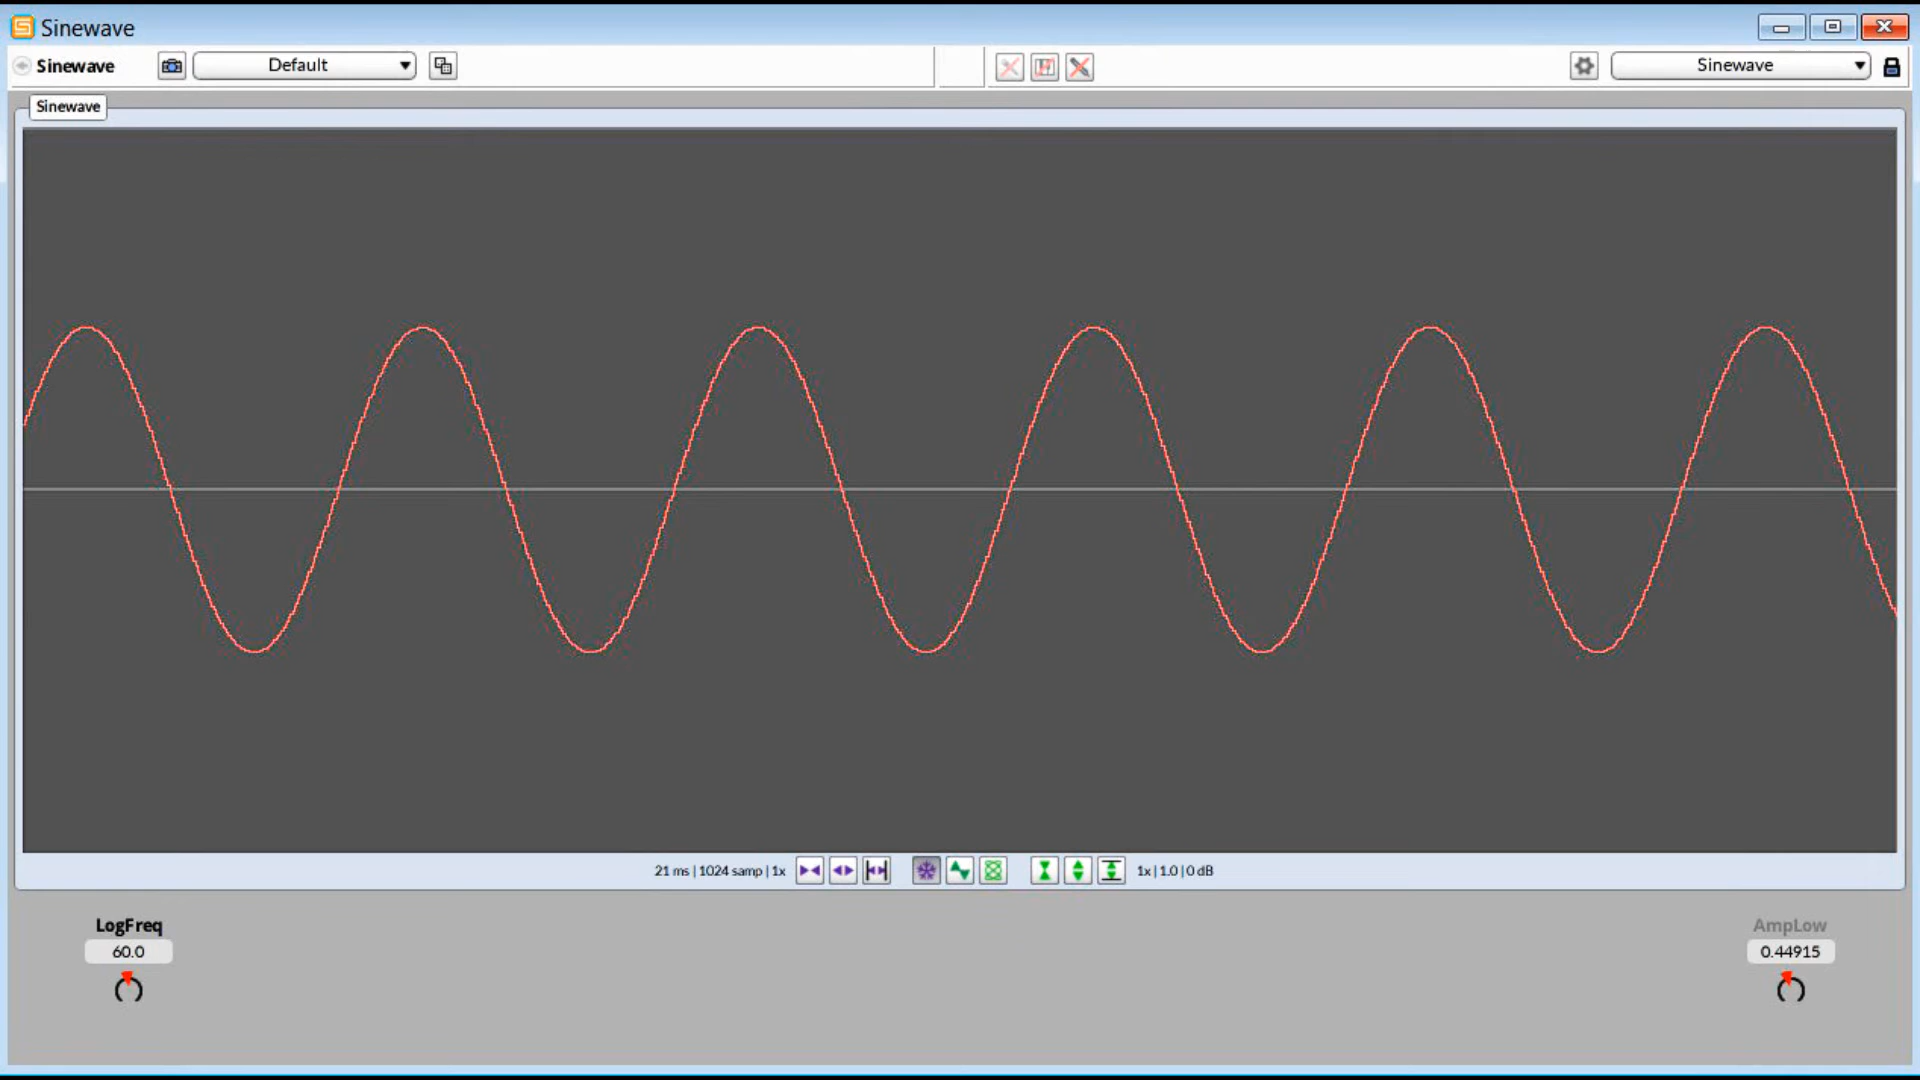 Sinewave
Sinewave
Default
Sinewave
Sinewave
21 ms | 1024 samp | 1x
1x | 1.0 | 0 dB
LogFreq
60.0
AmpLow
0.44915